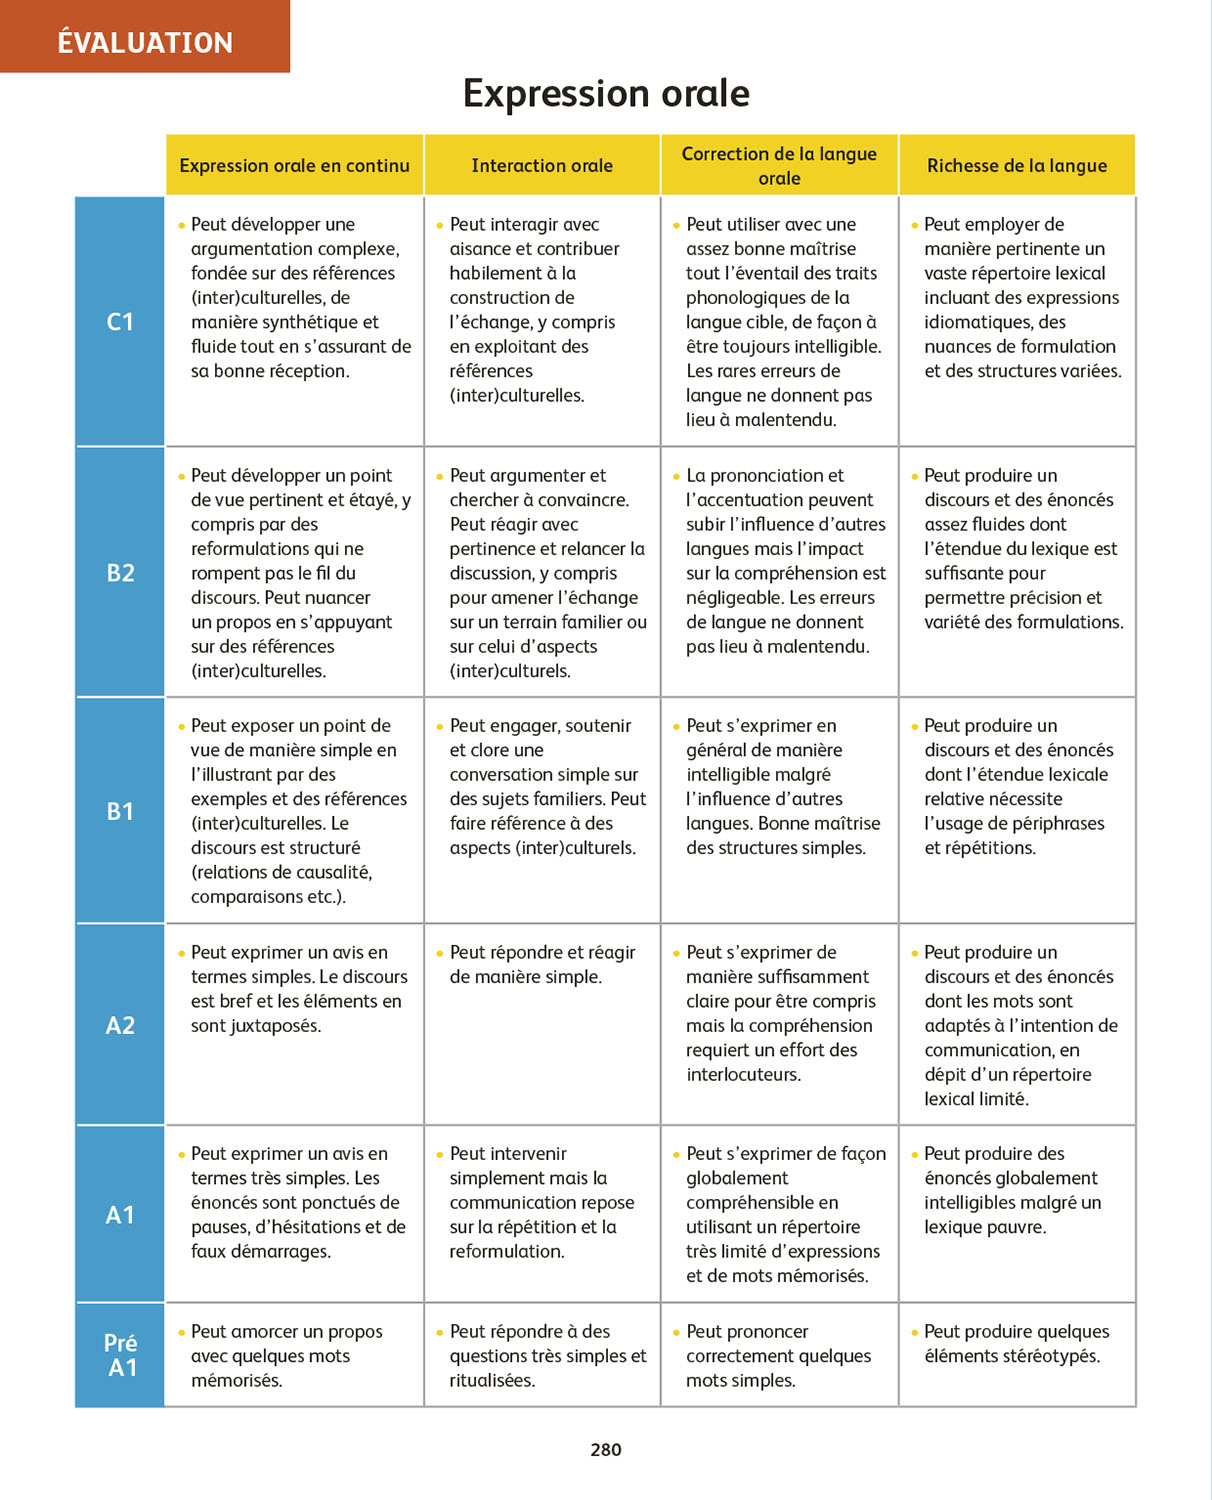 ÉVALUATION
Expression orale
Expression orale en continu
Interaction orale
Correction de la langue
orale
Richesse de la langue
C1
• Peut développer une
argumentation complexe,
fondée sur des références
(inter)culturelles, de
manière synthétique et
fluide tout en s’assurant de
sa bonne réception.
• Peut interagir avec
aisance et contribuer
habilement à la
construction de
l’échange, y compris
en exploitant des
références
(inter)culturelles.
• Peut utiliser avec une
assez bonne maîtrise
tout l’éventail des traits
phonologiques de la
langue cible, de façon à
être toujours intelligible.
Les rares erreurs de
langue ne donnent pas
lieu à malentendu.
• Peut employer de
manière pertinente un
vaste répertoire lexical
incluant des expressions
idiomatiques, des
nuances de formulation
et des structures variées.
B2
• Peut développer un point
de vue pertinent et étayé, y
compris par des
reformulations qui ne
rompent pas le fil du
discours. Peut nuancer
un propos en s’appuyant
sur des références
(inter)culturelles.
• Peut argumenter et
chercher à convaincre.
Peut réagir avec
pertinence et relancer la
discussion, y compris
pour amener l’échange
sur un terrain familier ou
sur celui d’aspects
(inter)culturels.
• La prononciation et
l’accentuation peuvent
subir l’influence d’autres
langues mais l’impact
sur la compréhension est
négligeable. Les erreurs
de langue ne donnent
pas lieu à malentendu.
• Peut produire un
discours et des énoncés
assez fluides dont
l’étendue du lexique est
suffisante pour
permettre précision et
variété des formulations.
B1
• Peut exposer un point de
vue de manière simple en
l’illustrant par des
exemples et des références
(inter)culturelles. Le
discours est structuré
(relations de causalité,
comparaisons etc.).
• Peut engager, soutenir
et clore une
conversation simple sur
des sujets familiers. Peut
faire référence à des
aspects (inter)culturels.
• Peut s’exprimer en
général de manière
intelligible malgré
l’influence d’autres
langues. Bonne maîtrise
des structures simples.
• Peut produire un
discours et des énoncés
dont l’étendue lexicale
relative nécessite
l’usage de périphrases
et répétitions.
A2
• Peut exprimer un avis en
termes simples. Le discours
est bref et les éléments en
sont juxtaposés.
• Peut répondre et réagir
de manière simple.
• Peut s’exprimer de
manière suffisamment
claire pour être compris
mais la compréhension
requiert un effort des
interlocuteurs.
• Peut produire un
discours et des énoncés
dont les mots sont
adaptés à l’intention de
communication, en
dépit d’un répertoire
lexical limité.
A1
• Peut exprimer un avis en
termes très simples. Les
énoncés sont ponctués de
pauses, d’hésitations et de
faux démarrages.
• Peut intervenir
simplement mais la
communication repose
sur la répétition et la
reformulation.
• Peut s’exprimer de façon
globalement
compréhensible en
utilisant un répertoire
très limité d’expressions
et de mots mémorisés.
• Peut produire des
énoncés globalement
intelligibles malgré un
lexique pauvre.
Pré
A1
• Peut amorcer un propos
avec quelques mots
mémorisés.
• Peut répondre à des
questions très simples et
ritualisées.
• Peut prononcer
correctement quelques
mots simples.
• Peut produire quelques
éléments stéréotypés.
280